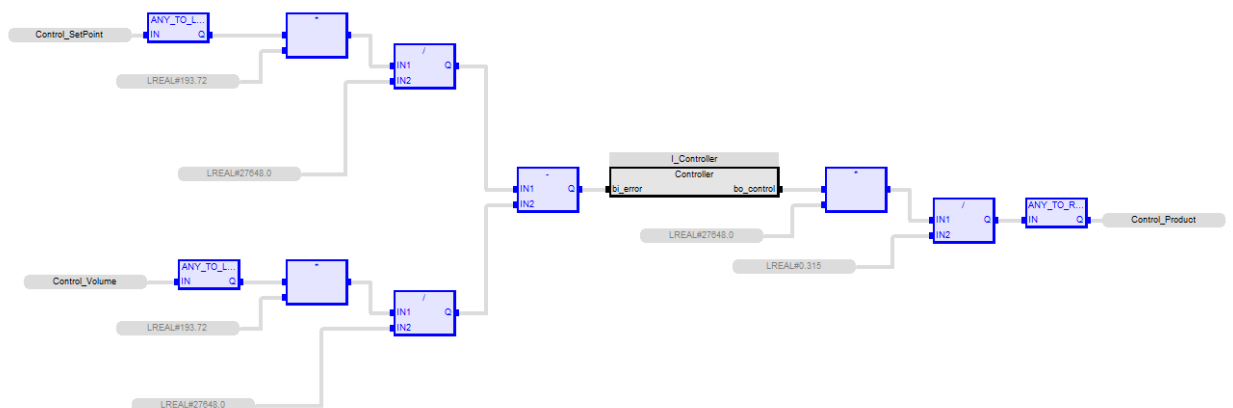 ANY_TO_L...
Control_SetPoint
IN Q
*
LREAL#193.72
/
IN1 Q
IN2
LREAL#27648.0
I_Controller
Controller
bi_error bo_control
-
IN1 Q
IN2
*
LREAL#27648.0
/
IN1 Q
IN2
LREAL#0.315
ANY_TO_R...
IN Q
Control_Product
ANY_TO_L...
Control_Volume
IN Q
*
LREAL#193.72
/
IN1 Q
IN2
LREAL#27648.0